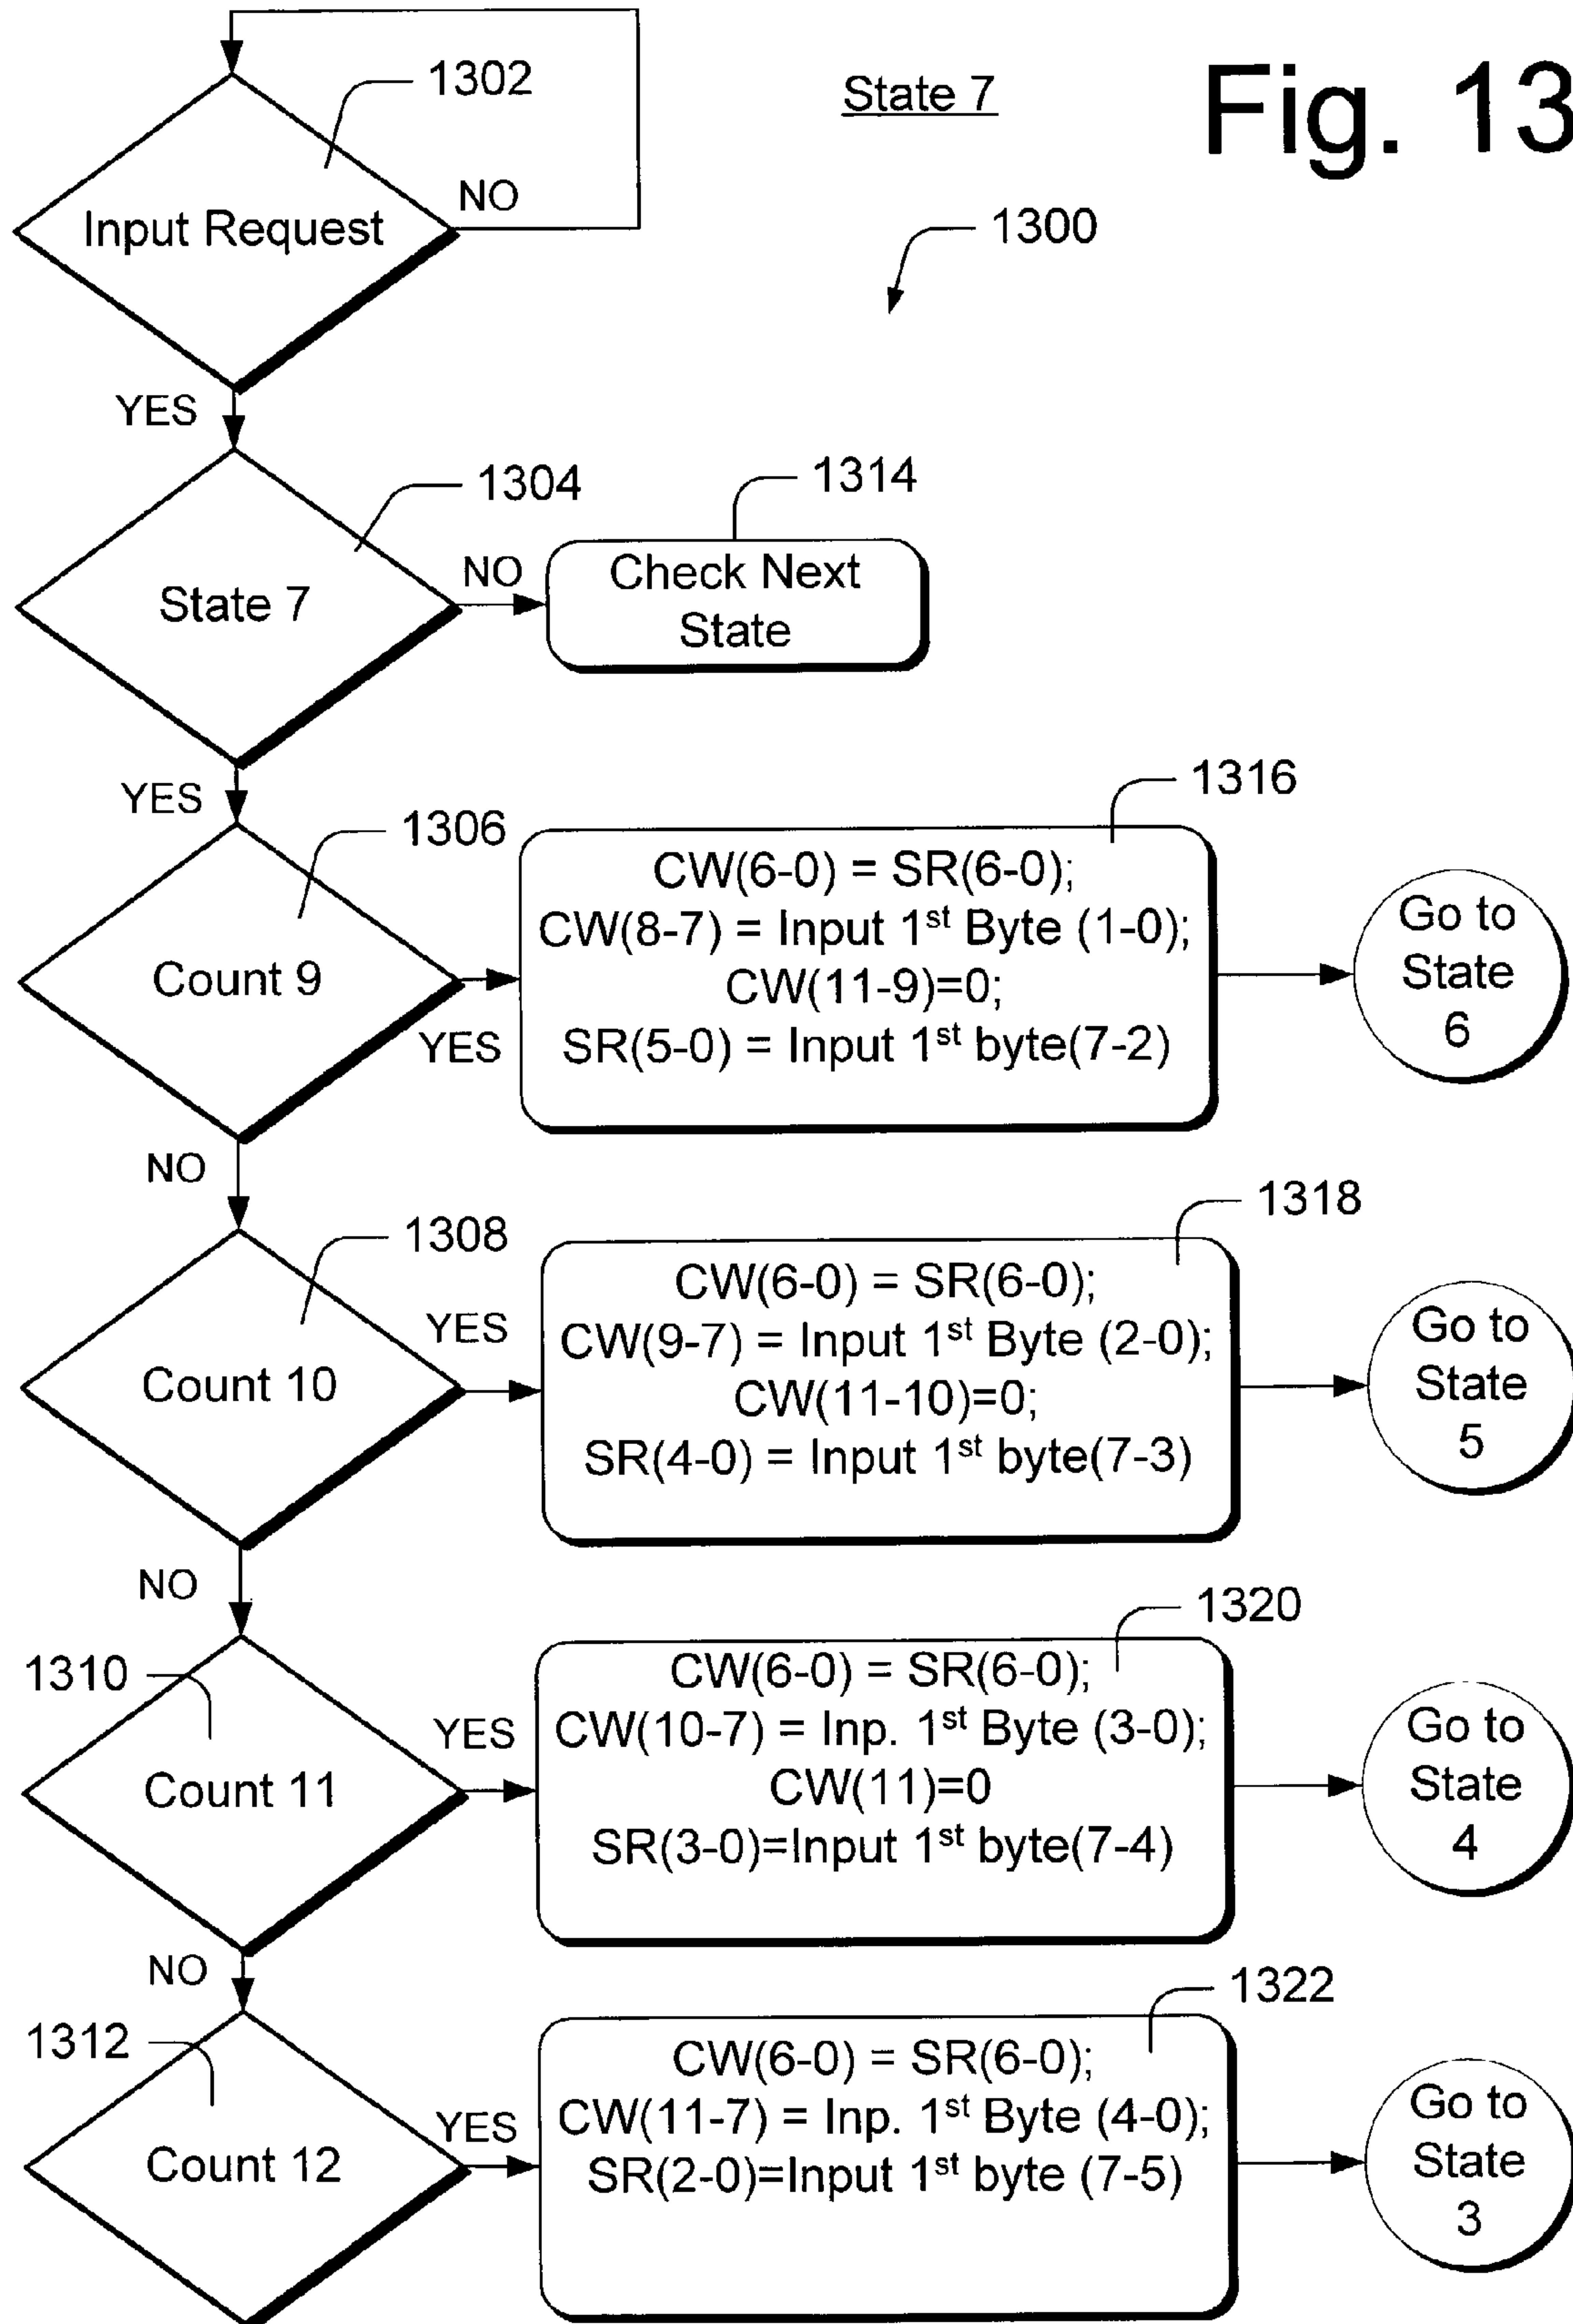 State 7
Fig. 13
1302
Input Request
NO
1300
YES
1304
State 7
NO
1314
Check Next
State
YES
1306
Count 9
YES
1316
CW(6-0) = SR(6-0);
CW(8-7) = Input 1st Byte (1-0);
CW(11-9)=0;
SR(5-0) = Input 1st byte(7-2)
Go to
State
6
NO
1308
Count 10
YES
1318
CW(6-0) = SR(6-0);
CW(9-7) = Input 1st Byte (2-0);
CW(11-10)=0;
SR(4-0) = Input 1st byte(7-3)
Go to
State
5
NO
1310
Count 11
YES
1320
CW(6-0) = SR(6-0);
CW(10-7) = Inp. 1st Byte (3-0);
CW(11)=0
SR(3-0)=Input 1st byte(7-4)
Go to
State
4
NO
1312
Count 12
YES
1322
CW(6-0) = SR(6-0);
CW(11-7) = Inp. 1st Byte (4-0);
SR(2-0)=Input 1st byte (7-5)
Go to
State
3